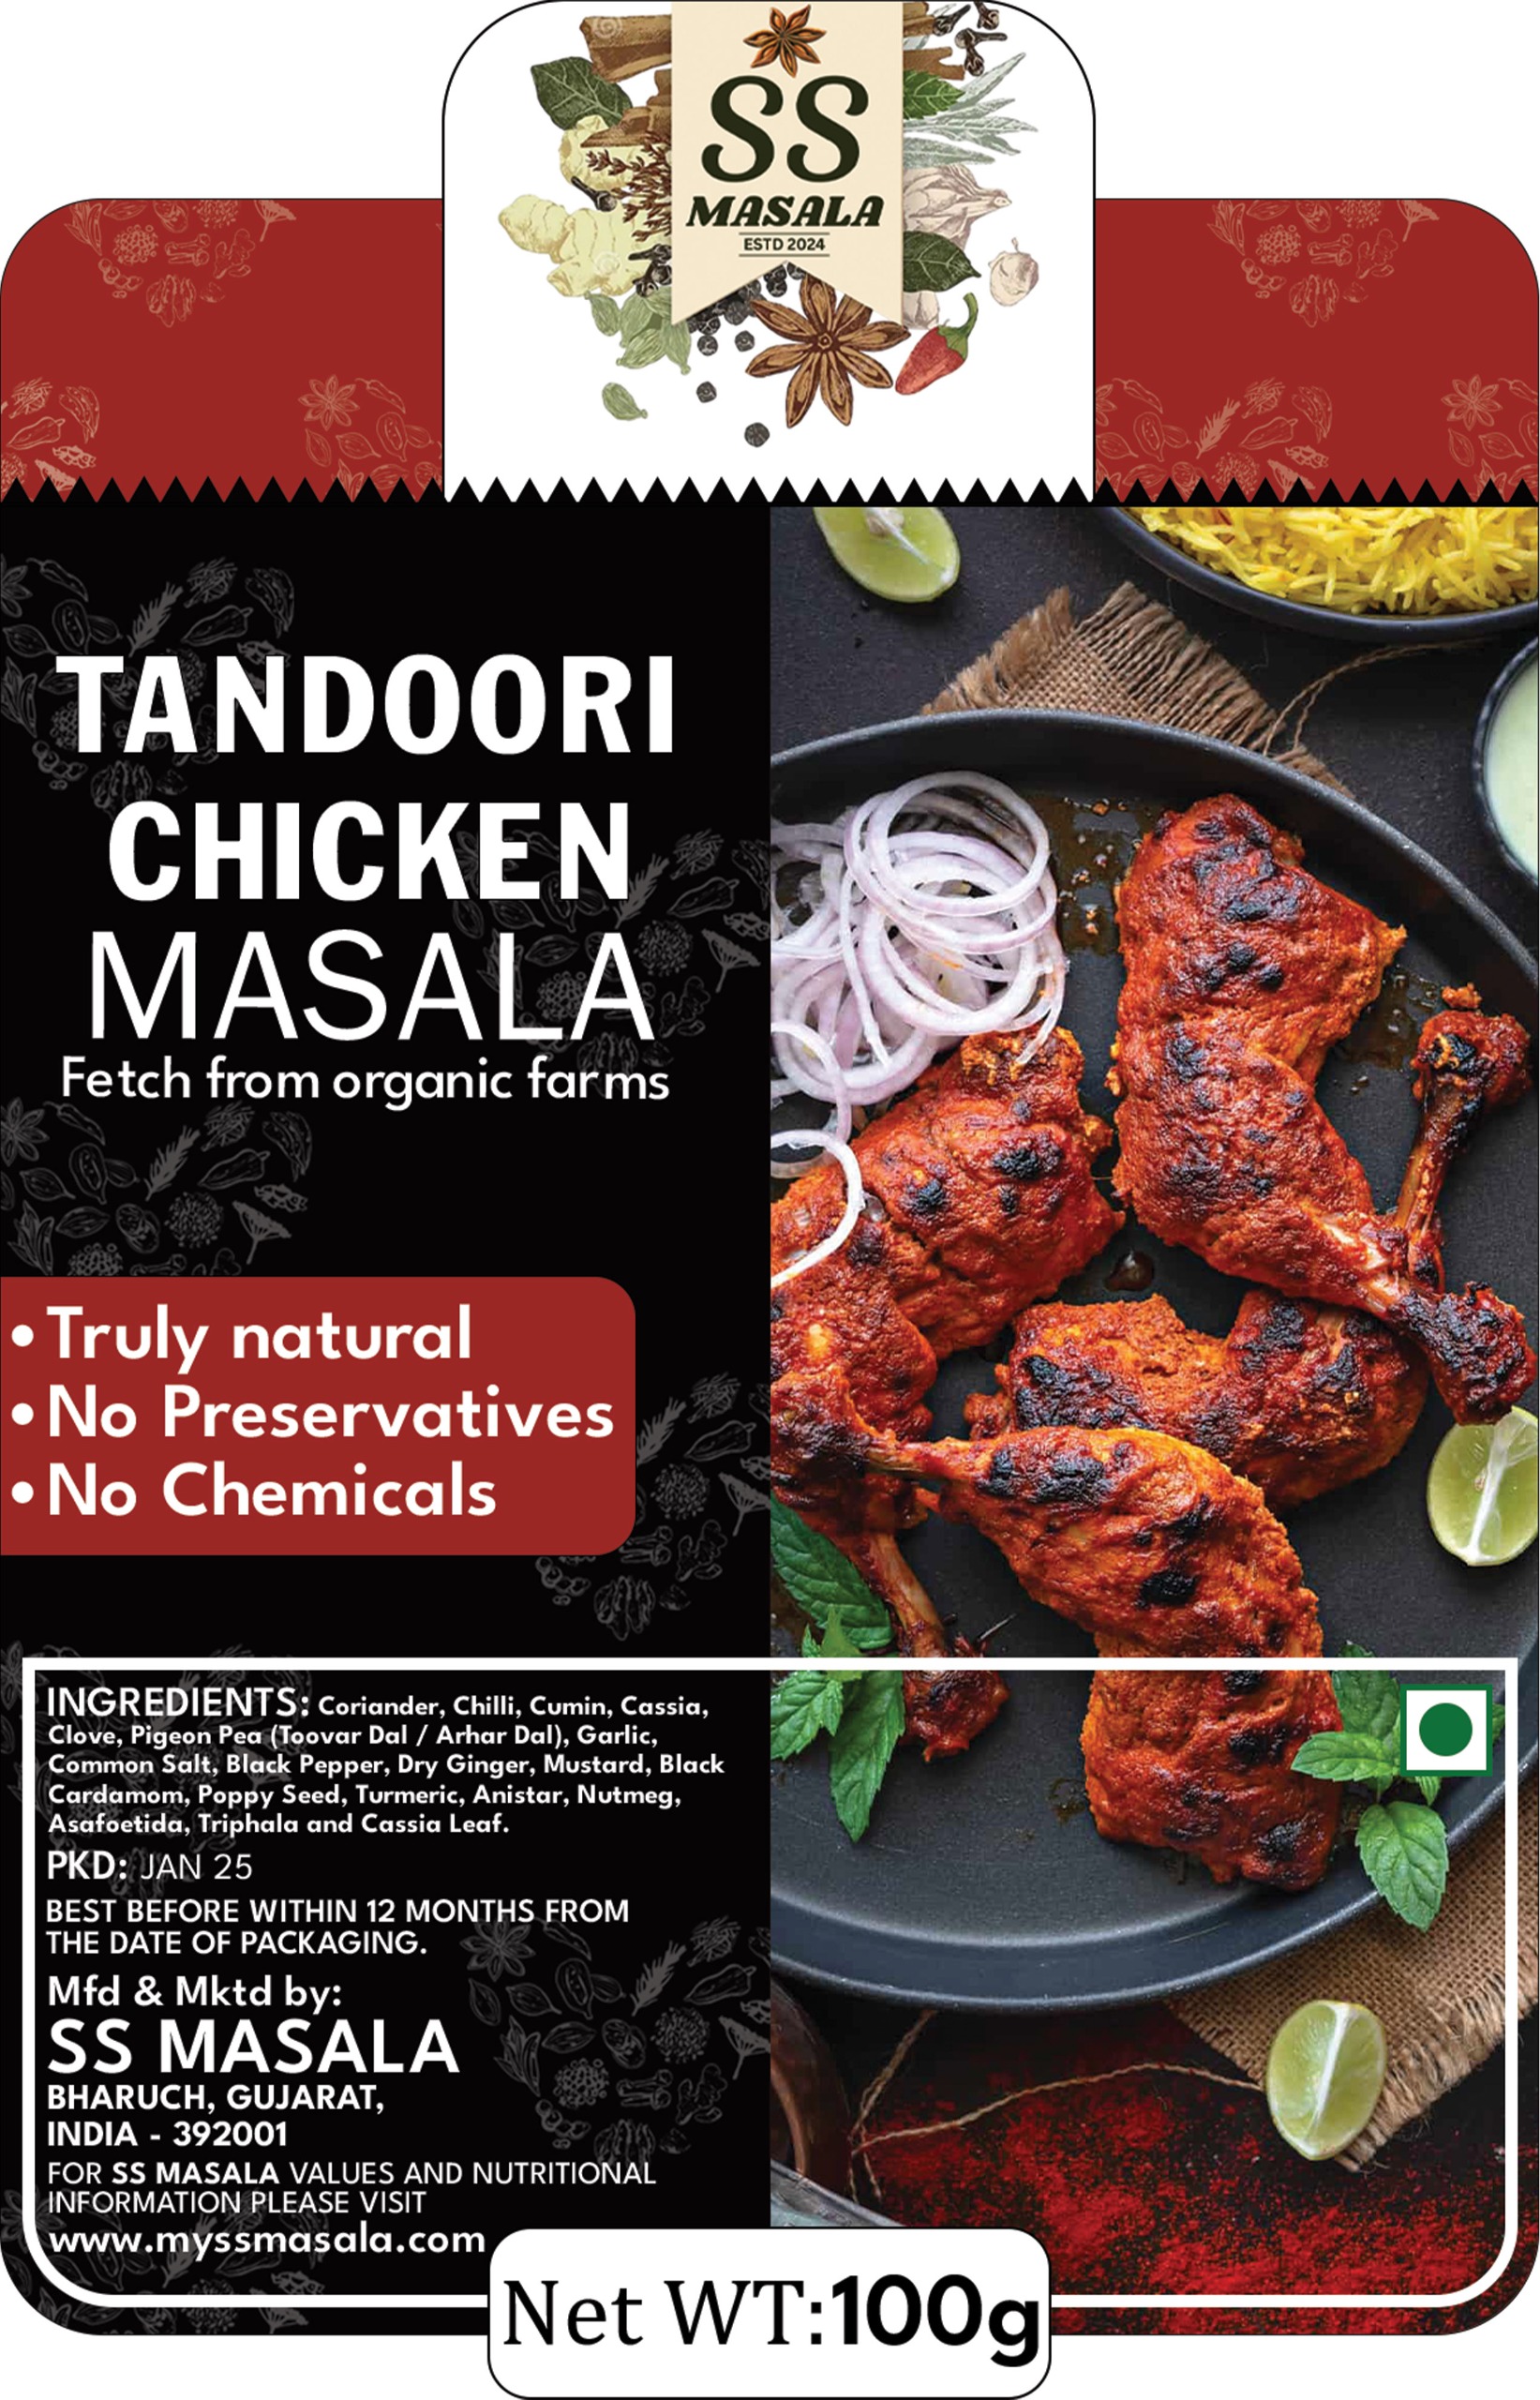 SS
MASALA
ESTD 2024
TANDOORI
CHICKEN
MASALA
Fetch from organic farms
• Truly natural
• No Preservatives
• No Chemicals
INGREDIENTS: Coriander, Chilli, Cumin, Cassia,
Clove, Pigeon Pea (Toovar Dal / Arhar Dal), Garlic,
Common Salt, Black Pepper, Dry Ginger, Mustard, Black
Cardamom, Poppy Seed, Turmeric, Anistar, Nutmeg,
Asafoetida, Triphala and Cassia Leaf.
PKD: JAN 25
BEST BEFORE WITHIN 12 MONTHS FROM
THE DATE OF PACKAGING.
Mfd & Mktd by:
SS MASALA
BHARUCH, GUJARAT,
INDIA - 392001
FOR SS MASALA VALUES AND NUTRITIONAL
INFORMATION PLEASE VISIT
www.myssmasala.com
Net WT:100g